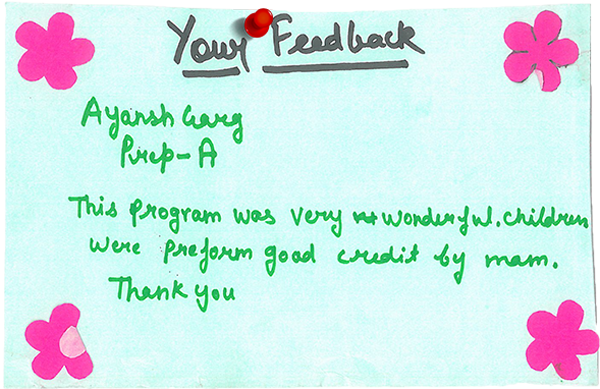 Your Feedback
Ayansh Garg
Prep-A
This program was very wonderful. children
were preform good credit by mam.
Thank you